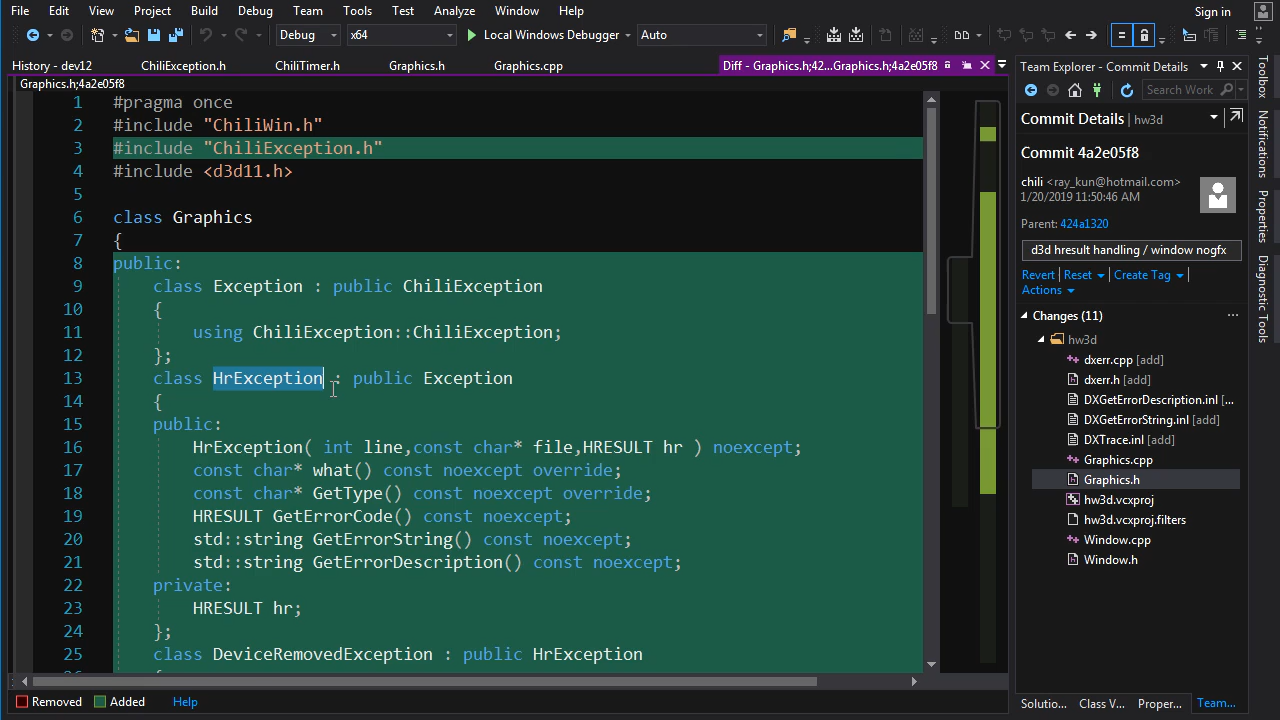 File Edit View Project Build Debug Team Tools Test Analyze Window Help Sign in
Debug x64 Local Windows Debugger Auto
History - dev12 ChiliException.h ChiliTimer.h Graphics.h Graphics.cpp Diff - Graphics.h;42...Graphics.h;4a2e05f8
Graphics.h;4a2e05f8
1 #pragma once
2 #include "ChiliWin.h"
3 #include "ChiliException.h"
4 #include <d3d11.h>
5
6 class Graphics
7 {
8 public:
9 class Exception : public ChiliException
10 {
11 using ChiliException::ChiliException;
12 };
13 class HrException : public Exception
14 {
15 public:
16 HrException( int line,const char* file,HRESULT hr ) noexcept;
17 const char* what() const noexcept override;
18 const char* GetType() const noexcept override;
19 HRESULT GetErrorCode() const noexcept;
20 std::string GetErrorString() const noexcept;
21 std::string GetErrorDescription() const noexcept;
22 private:
23 HRESULT hr;
24 };
25 class DeviceRemovedException : public HrException
Removed Added Help
Team Explorer - Commit Details
Search Work
Commit Details | hw3d
Commit 4a2e05f8
chili <ray_kun@hotmail.com>
1/20/2019 11:50:46 AM
Parent: 424a1320
d3d hresult handling / window nogfx
Revert Reset Create Tag
Actions
Changes (11) ...
hw3d
dxerr.cpp [add]
dxerr.h [add]
DXGetErrorDescription.inl [...
DXGetErrorString.inl [add]
DXTrace.inl [add]
Graphics.cpp
Graphics.h
hw3d.vcxproj
hw3d.vcxproj.filters
Window.cpp
Window.h
Solutio... Class V... Proper... Team...
Toolbox
Notifications
Properties
Diagnostic Tools